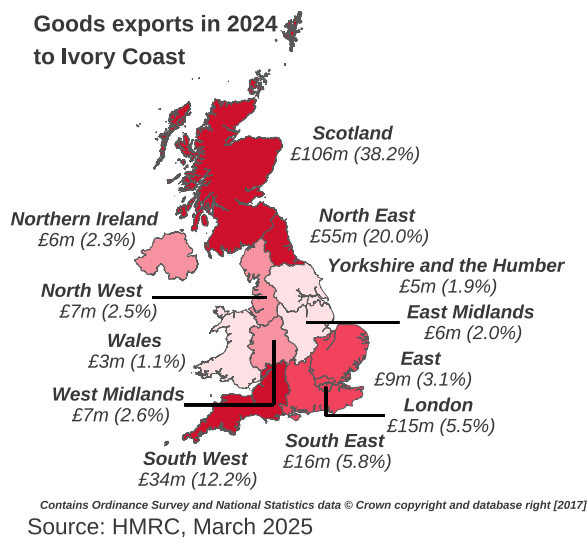 Goods exports in 2024
to Ivory Coast
Scotland
£106m (38.2%)
North East
£55m (20.0%)
Northern Ireland
£6m (2.3%)
Yorkshire and the Humber
£5m (1.9%)
North West
£7m (2.5%)
East Midlands
£6m (2.0%)
Wales
£3m (1.1%)
East
£9m (3.1%)
West Midlands
£7m (2.6%)
London
£15m (5.5%)
South East
£16m (5.8%)
South West
£34m (12.2%)
Contains Ordinance Survey and National Statistics data © Crown copyright and database right [2017]
Source: HMRC, March 2025